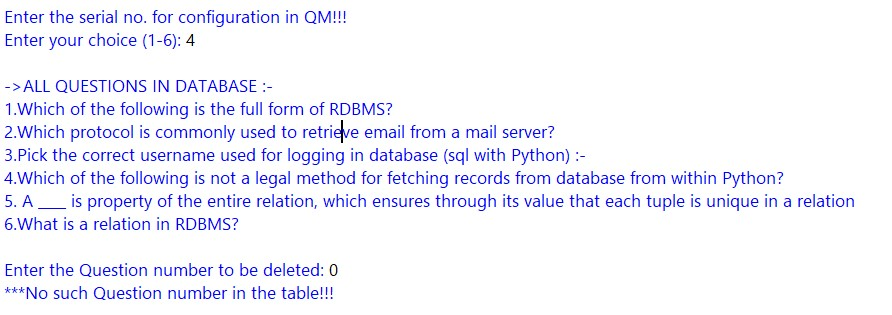 Enter the serial no. for configuration in QM!!!
Enter your choice (1-6): 4
->ALL QUESTIONS IN DATABASE :-
1.Which of the following is the full form of RDBMS?
2.Which protocol is commonly used to retrieve email from a mail server?
3.Pick the correct username used for logging in database (sql with Python) :-
4.Which of the following is not a legal method for fetching records from database from within Python?
5. A ___ is property of the entire relation, which ensures through its value that each tuple is unique in a relation
6.What is a relation in RDBMS?
Enter the Question number to be deleted: 0
***No such Question number in the table!!!